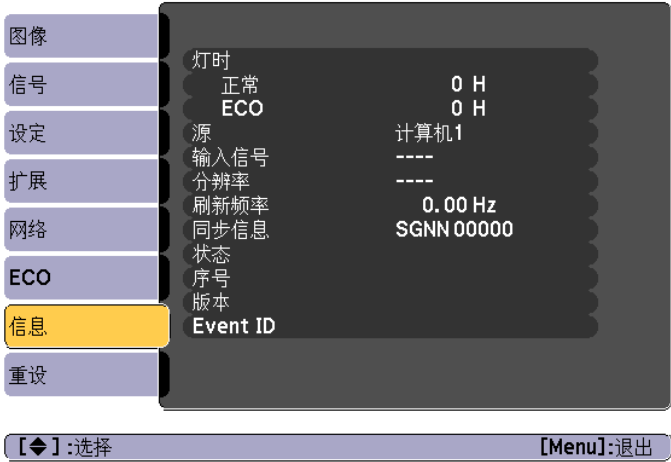 图像
信号
设定
扩展
网络
ECO
信息
重设
灯时
正常 0 H
ECO 0 H
源 计算机1
输入信号 ----
分辨率 ----
刷新频率 0.00 Hz
同步信息 SGNN 00000
状态
序号
版本
Event ID
[◆]:选择 [Menu]:退出